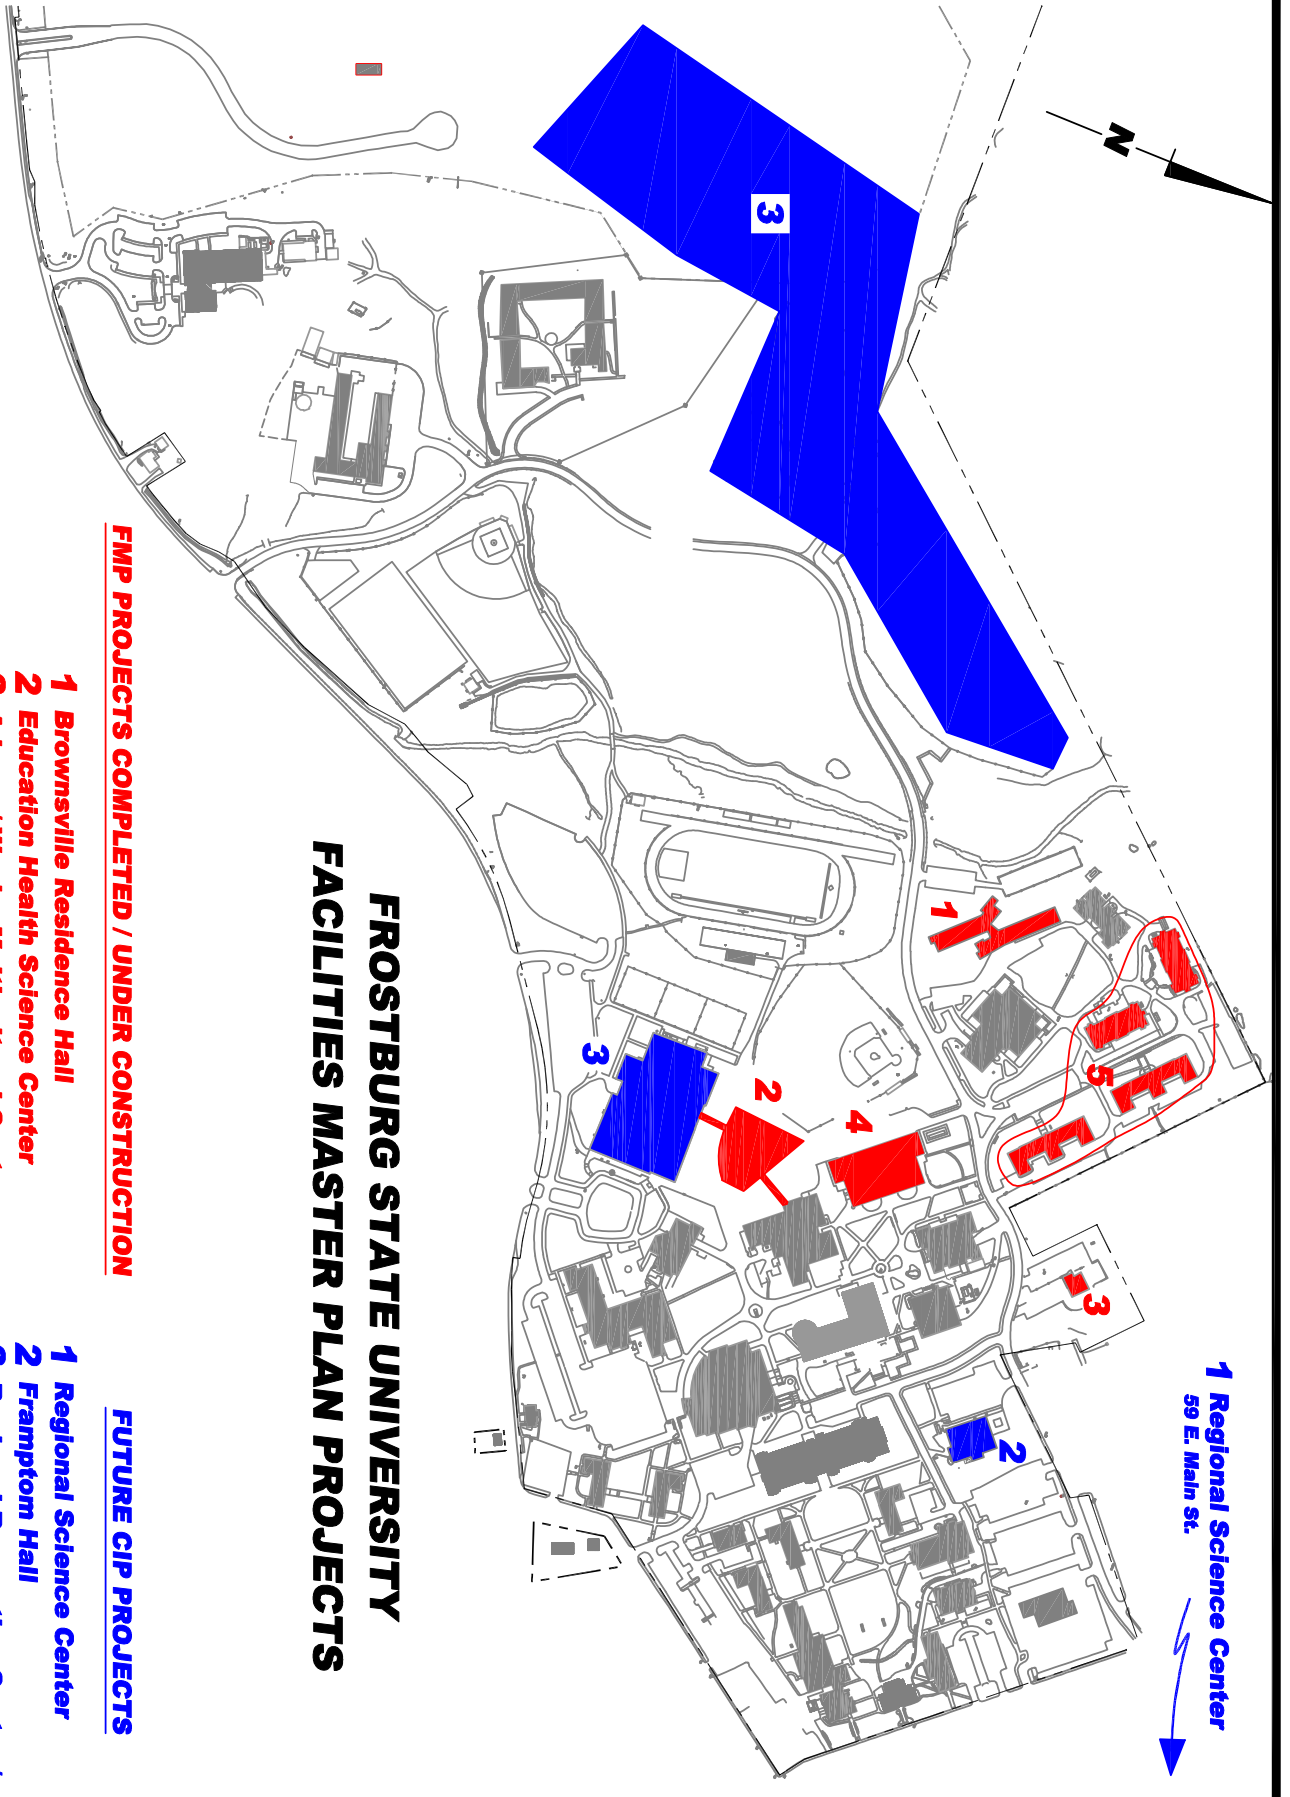 N
1 Regional Science Center
59 E. Main St.
3
1
5
2
4
3
3
2
FROSTBURG STATE UNIVERSITY
FACILITIES MASTER PLAN PROJECTS
FMP PROJECTS COMPLETED / UNDER CONSTRUCTION
1 Brownsville Residence Hall
2 Education Health Science Center
FUTURE CIP PROJECTS
1 Regional Science Center
2 Framptom Hall